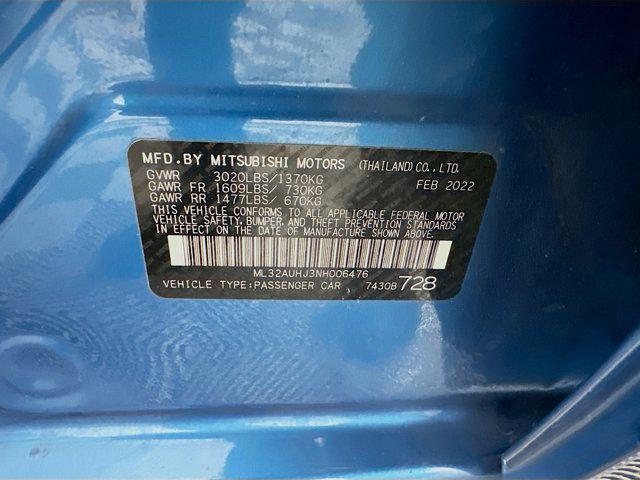 MFD.BY MITSUBISHI MOTORS (THAILAND) CO., LTD.
GVWR 3020LBS/1370KG FEB 2022
GAWR FR 1609LBS/ 730KG
GAWR RR 1477LBS/ 670KG
THIS VEHICLE CONFORMS TO ALL APPLICABLE FEDERAL MOTOR
VEHICLE SAFETY, BUMPER, AND THEFT PREVENTION STANDARDS
IN EFFECT ON THE DATE OF MANUFACTURE SHOWN ABOVE.
ML32AUHJ3NH006476
VEHICLE TYPE:PASSENGER CAR 7430B 728